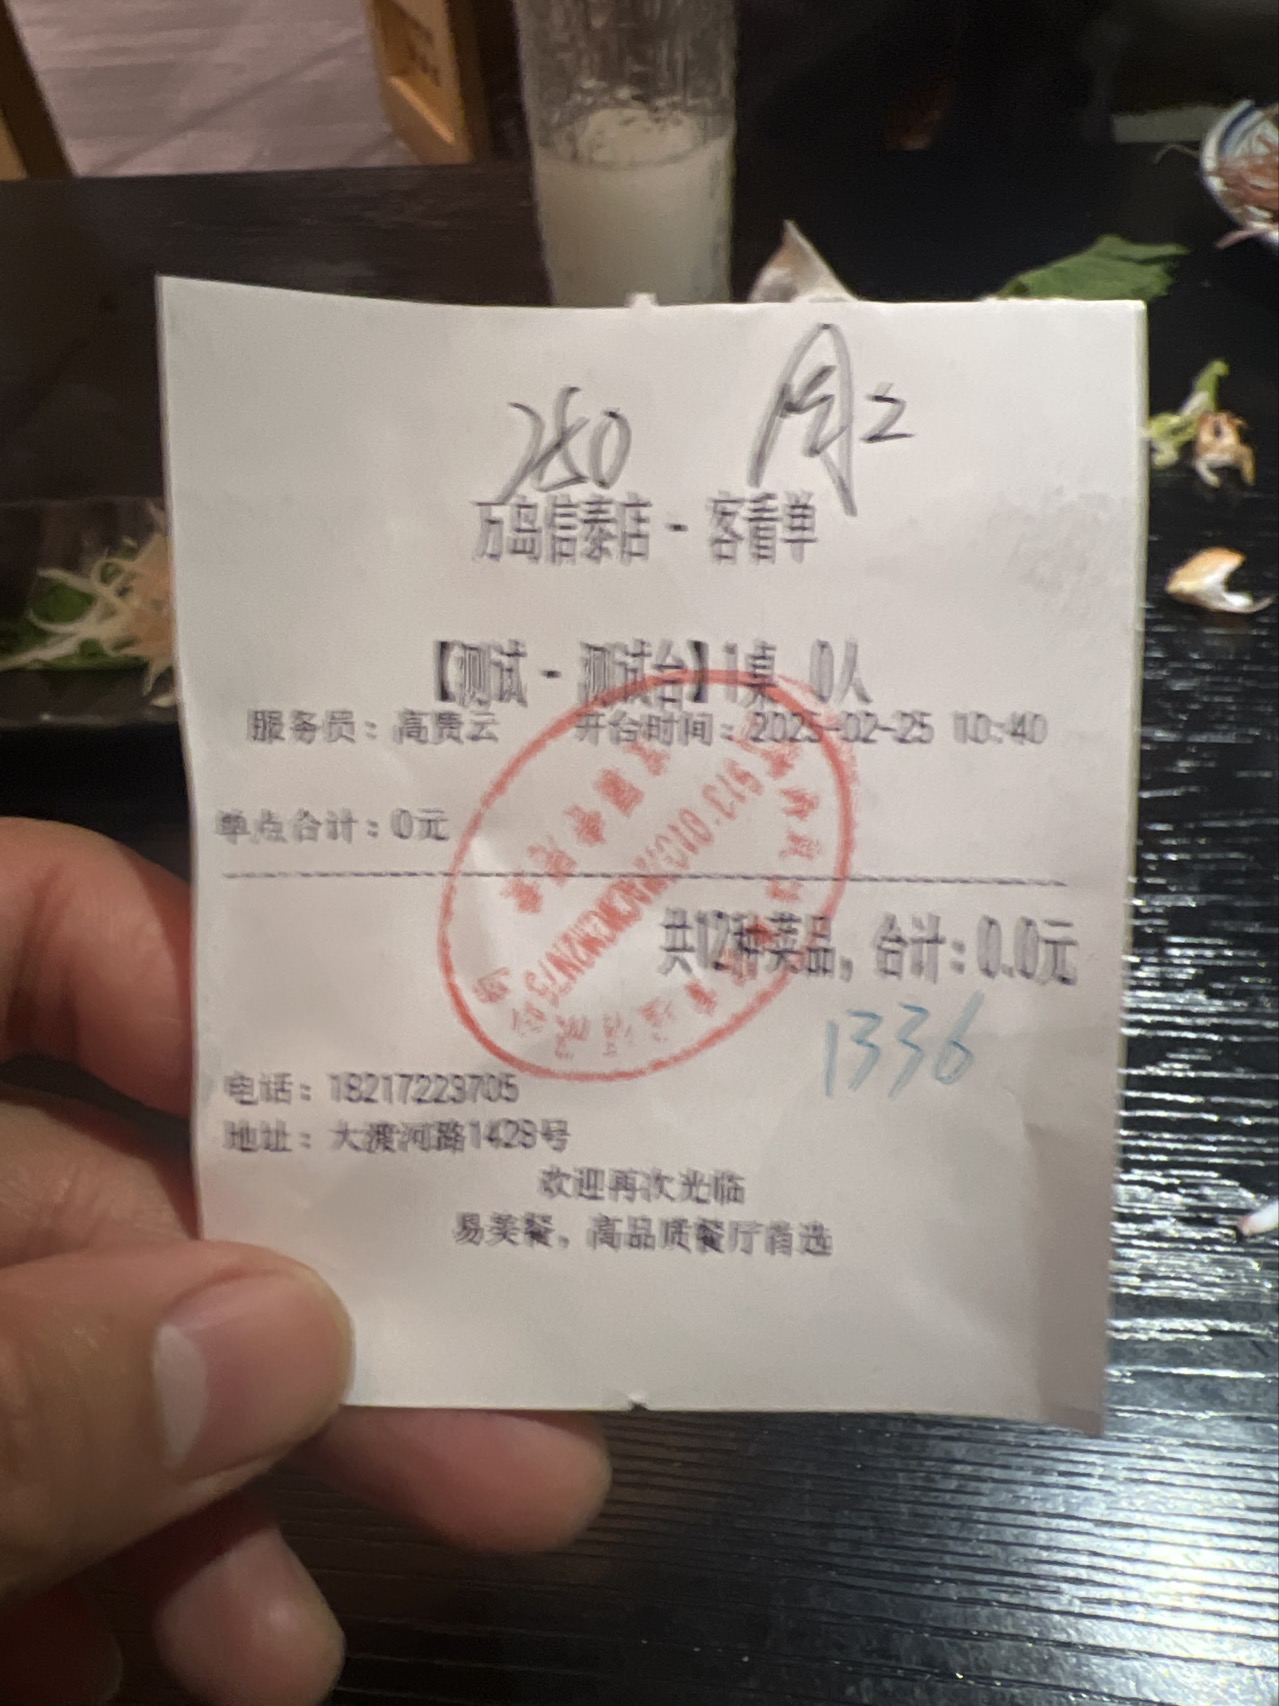 250 周2
万岛信泰店 - 客看单
【测试 - 测试台】1桌 0人
服务员：高贵云 开台时间：2025-02-25 10:40
单点合计：0元
共12种菜品，合计：0.0元
1336
电话：18217223705
地址：大渡河路1428号
欢迎再次光临
易美餐，高品质餐厅首选